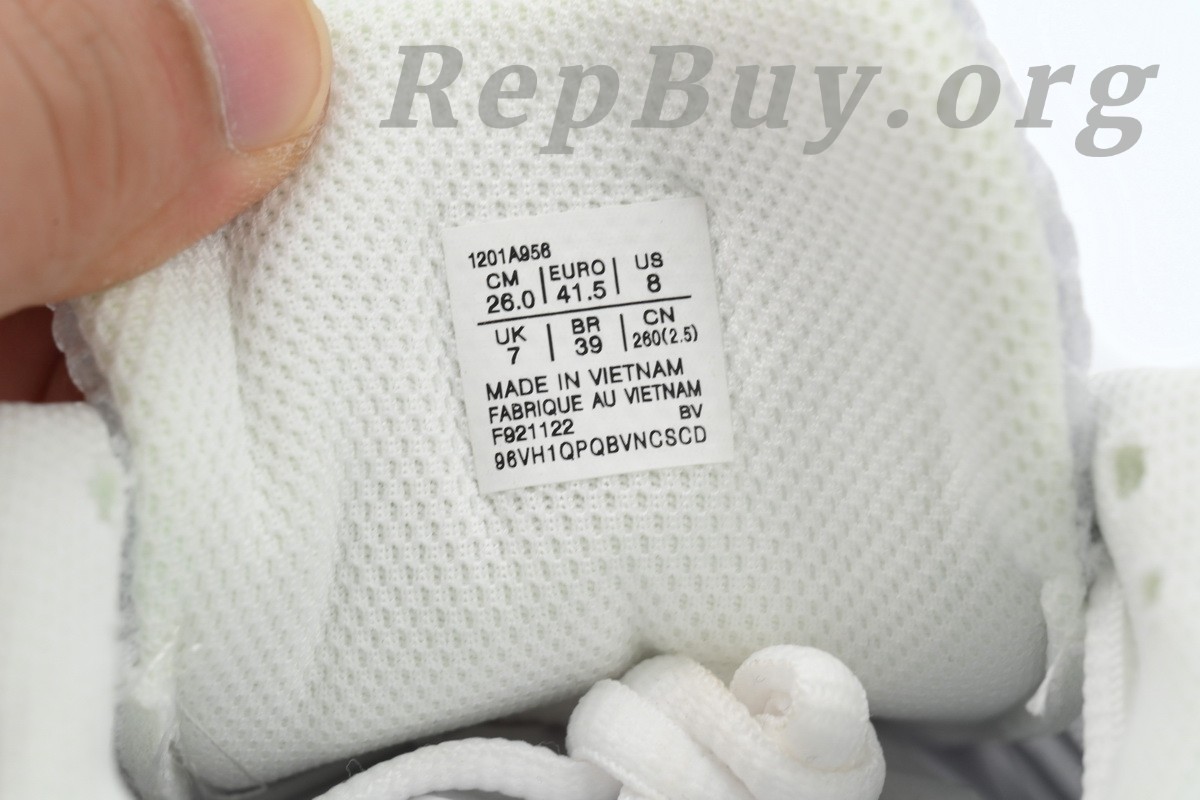 RepBuy.org
1201A956
CM EURO US
26.0 41.5 8
UK BR CN
7 39 260(2.5)
MADE IN VIETNAM
FABRIQUE AU VIETNAM
F921122 BV
96VH1QPQBVNCSCD